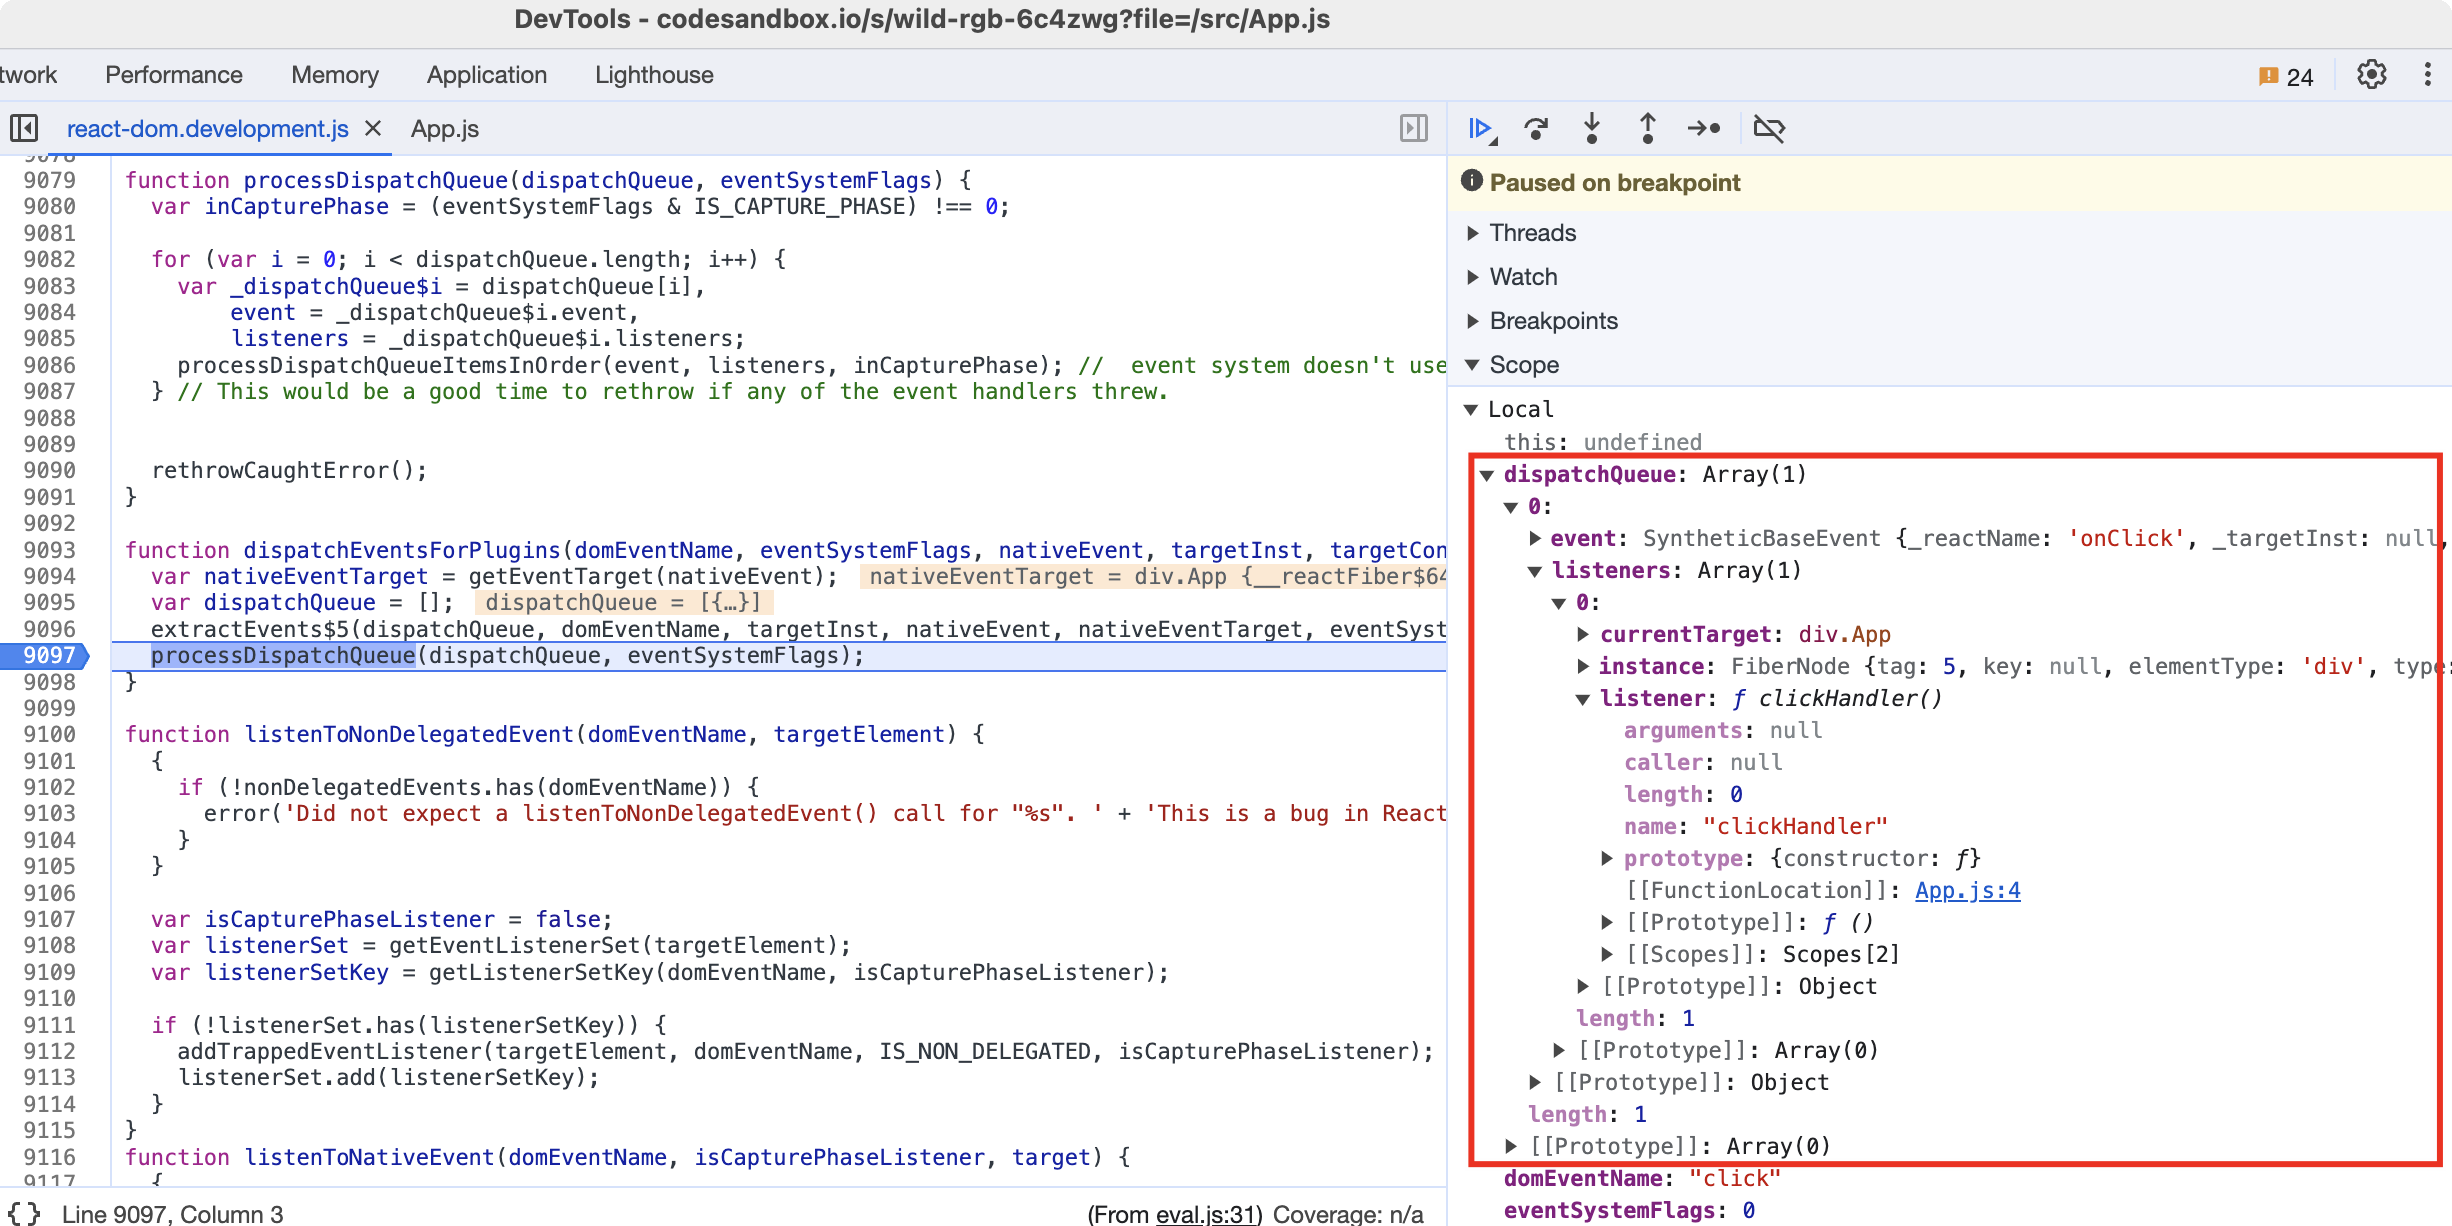 DevTools - codesandbox.io/s/wild-rgb-6c4zwg?file=/src/App.js
twork Performance Memory Application Lighthouse 24
react-dom.development.js × App.js
9078
9079 function processDispatchQueue(dispatchQueue, eventSystemFlags) {
9080 var inCapturePhase = (eventSystemFlags & IS_CAPTURE_PHASE) !== 0;
9081
9082 for (var i = 0; i < dispatchQueue.length; i++) {
9083 var _dispatchQueue$i = dispatchQueue[i],
9084 event = _dispatchQueue$i.event,
9085 listeners = _dispatchQueue$i.listeners;
9086 processDispatchQueueItemsInOrder(event, listeners, inCapturePhase); //  event system doesn't use
9087 } // This would be a good time to rethrow if any of the event handlers threw.
9088
9089
9090 rethrowCaughtError();
9091 }
9092
9093 function dispatchEventsForPlugins(domEventName, eventSystemFlags, nativeEvent, targetInst, targetCon
9094 var nativeEventTarget = getEventTarget(nativeEvent); nativeEventTarget = div.App {__reactFiber$64
9095 var dispatchQueue = []; dispatchQueue = [{…}]
9096 extractEvents$5(dispatchQueue, domEventName, targetInst, nativeEvent, nativeEventTarget, eventSyst
9097 processDispatchQueue(dispatchQueue, eventSystemFlags);
9098 }
9099
9100 function listenToNonDelegatedEvent(domEventName, targetElement) {
9101 {
9102 if (!nonDelegatedEvents.has(domEventName)) {
9103 error('Did not expect a listenToNonDelegatedEvent() call for "%s". ' + 'This is a bug in React
9104 }
9105 }
9106
9107 var isCapturePhaseListener = false;
9108 var listenerSet = getEventListenerSet(targetElement);
9109 var listenerSetKey = getListenerSetKey(domEventName, isCapturePhaseListener);
9110
9111 if (!listenerSet.has(listenerSetKey)) {
9112 addTrappedEventListener(targetElement, domEventName, IS_NON_DELEGATED, isCapturePhaseListener);
9113 listenerSet.add(listenerSetKey);
9114 }
9115 }
9116 function listenToNativeEvent(domEventName, isCapturePhaseListener, target) {
9117 {
{} Line 9097, Column 3 (From eval.js:31) Coverage: n/a
Paused on breakpoint
Threads
Watch
Breakpoints
Scope
Local
this: undefined
dispatchQueue: Array(1)
0:
event: SyntheticBaseEvent {_reactName: 'onClick', _targetInst: null,
listeners: Array(1)
0:
currentTarget: div.App
instance: FiberNode {tag: 5, key: null, elementType: 'div', type:
listener: ƒ clickHandler()
arguments: null
caller: null
length: 0
name: "clickHandler"
prototype: {constructor: ƒ}
[[FunctionLocation]]: App.js:4
[[Prototype]]: ƒ ()
[[Scopes]]: Scopes[2]
[[Prototype]]: Object
length: 1
[[Prototype]]: Array(0)
[[Prototype]]: Object
length: 1
[[Prototype]]: Array(0)
domEventName: "click"
eventSystemFlags: 0